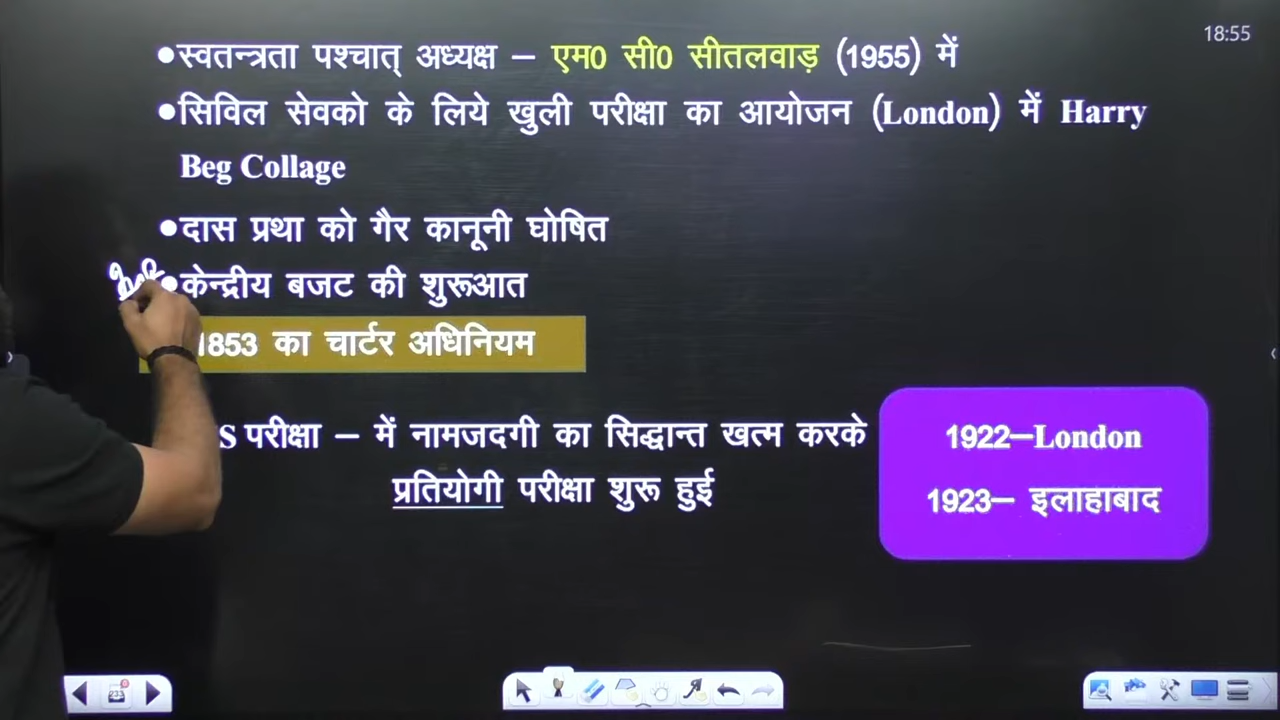 18:55
●स्वतन्त्रता पश्चात् अध्यक्ष – एम0 सी0 सीतलवाड़ (1955) में
●सिविल सेवको के लिये खुली परीक्षा का आयोजन (London) में Harry
Beg Collage
●दास प्रथा को गैर कानूनी घोषित
●केन्द्रीय बजट की शुरूआत
1853 का चार्टर अधिनियम
S परीक्षा – में नामजदगी का सिद्धान्त खत्म करके
प्रतियोगी परीक्षा शुरू हुई
1922–London
1923– इलाहाबाद
233